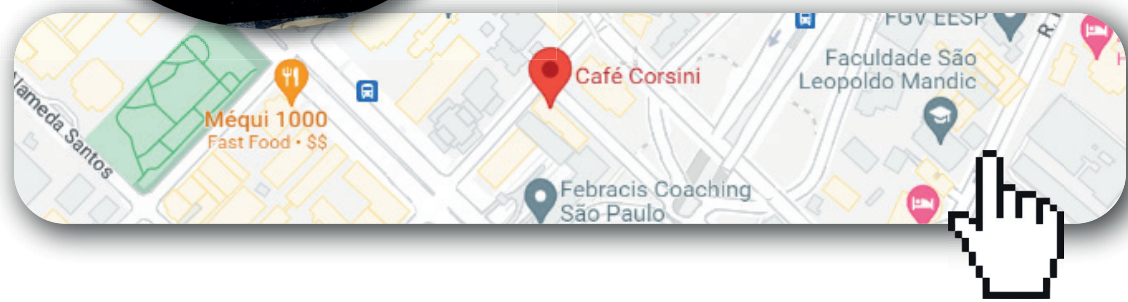 FGV EESP
Café Corsini
Faculdade São
Leopoldo Mandic
Alameda Santos
Méqui 1000
Fast Food • $$
Febracis Coaching
São Paulo